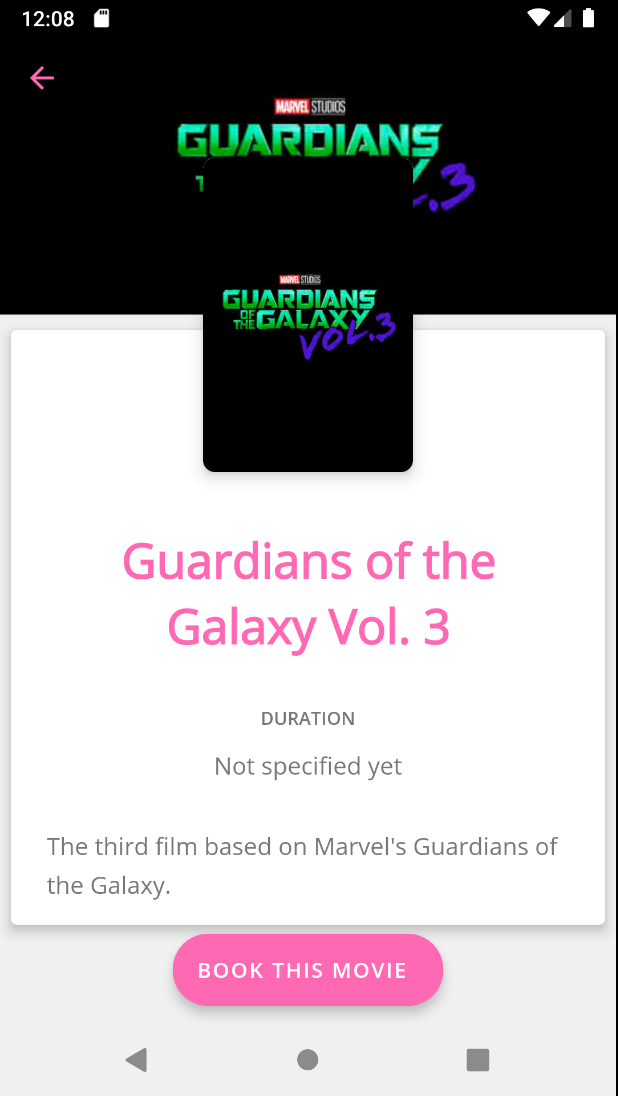 12:08
MARVEL STUDIOS
GUARDIANS
VOL.3
MARVEL STUDIOS
GUARDIANS
OF THE GALAXY
VOL.3
Guardians of the
Galaxy Vol. 3
DURATION
Not specified yet
The third film based on Marvel's Guardians of
the Galaxy.
BOOK THIS MOVIE